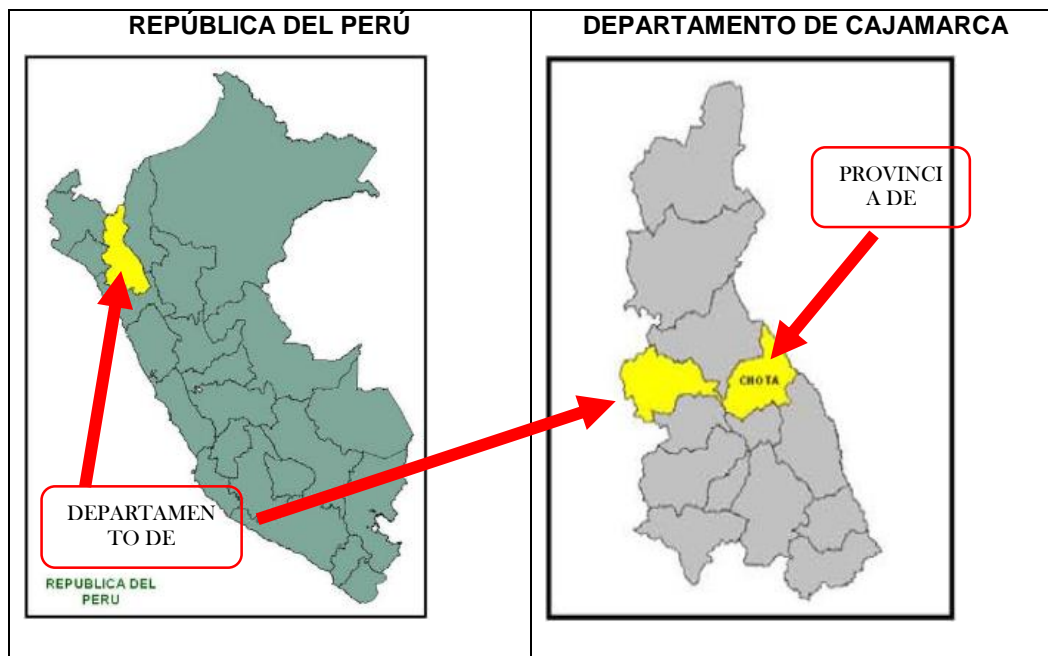 REPÚBLICA DEL PERÚ
DEPARTAMENTO DE CAJAMARCA
PROVINCI
A DE
CHOTA
DEPARTAMEN
TO DE
REPUBLICA DEL
PERU